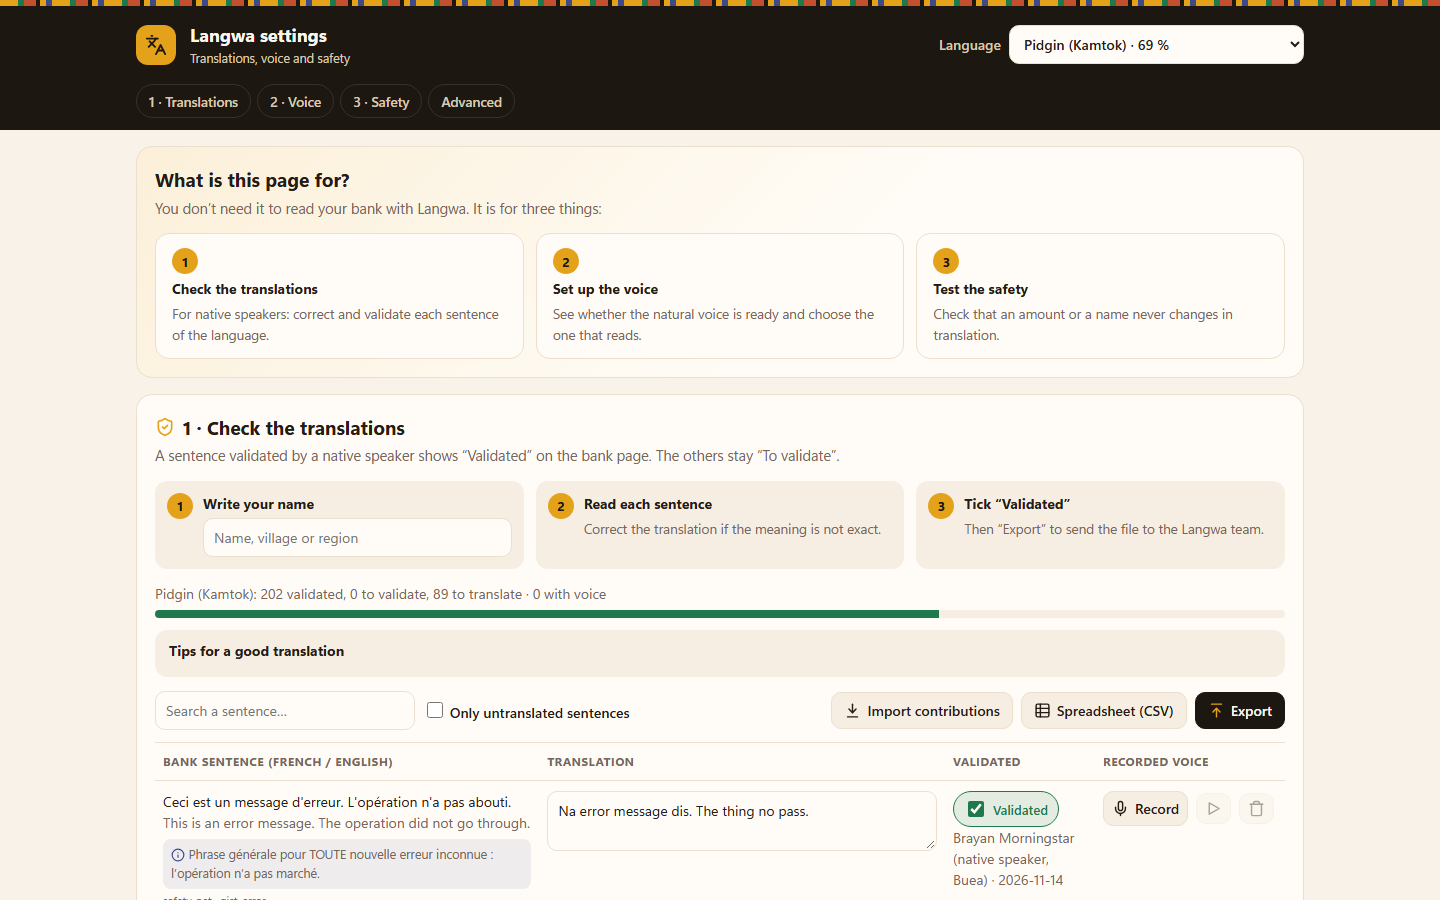 Langwa settings
Translations, voice and safety
Language
Pidgin (Kamtok) · 69 %
1 · Translations
2 · Voice
3 · Safety
Advanced
What is this page for?
You don't need it to read your bank with Langwa. It is for three things:
1
Check the translations
For native speakers: correct and validate each sentence
of the language.
2
Set up the voice
See whether the natural voice is ready and choose the
one that reads.
3
Test the safety
Check that an amount or a name never changes in
translation.
1 · Check the translations
A sentence validated by a native speaker shows “Validated” on the bank page. The others stay “To validate”.
1
Write your name
Name, village or region
2
Read each sentence
Correct the translation if the meaning is not exact.
3
Tick “Validated”
Then “Export” to send the file to the Langwa team.
Pidgin (Kamtok): 202 validated, 0 to validate, 89 to translate · 0 with voice
Tips for a good translation
Search a sentence...
Only untranslated sentences
Import contributions
Spreadsheet (CSV)
Export
BANK SENTENCE (FRENCH / ENGLISH)
TRANSLATION
VALIDATED
RECORDED VOICE
Ceci est un message d'erreur. L'opération n'a pas abouti.
This is an error message. The operation did not go through.
Phrase générale pour TOUTE nouvelle erreur inconnue :
l'opération n'a pas marché.
Na error message dis. The thing no pass.
Validated
Brayan Morningstar
(native speaker,
Buea) · 2026-11-14
Record